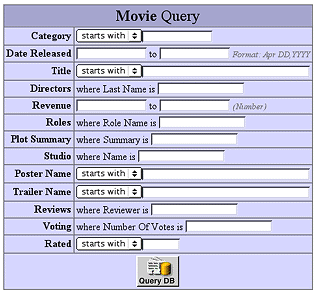 Movie Query
Category starts with
Date Released to Format: Apr DD,YYYY
Title starts with
Directors where Last Name is
Revenue to (Number)
Roles where Role Name is
Plot Summary where Summary is
Studio where Name is
Poster Name starts with
Trailer Name starts with
Reviews where Reviewer is
Voting where Number Of Votes is
Rated starts with
Query DB